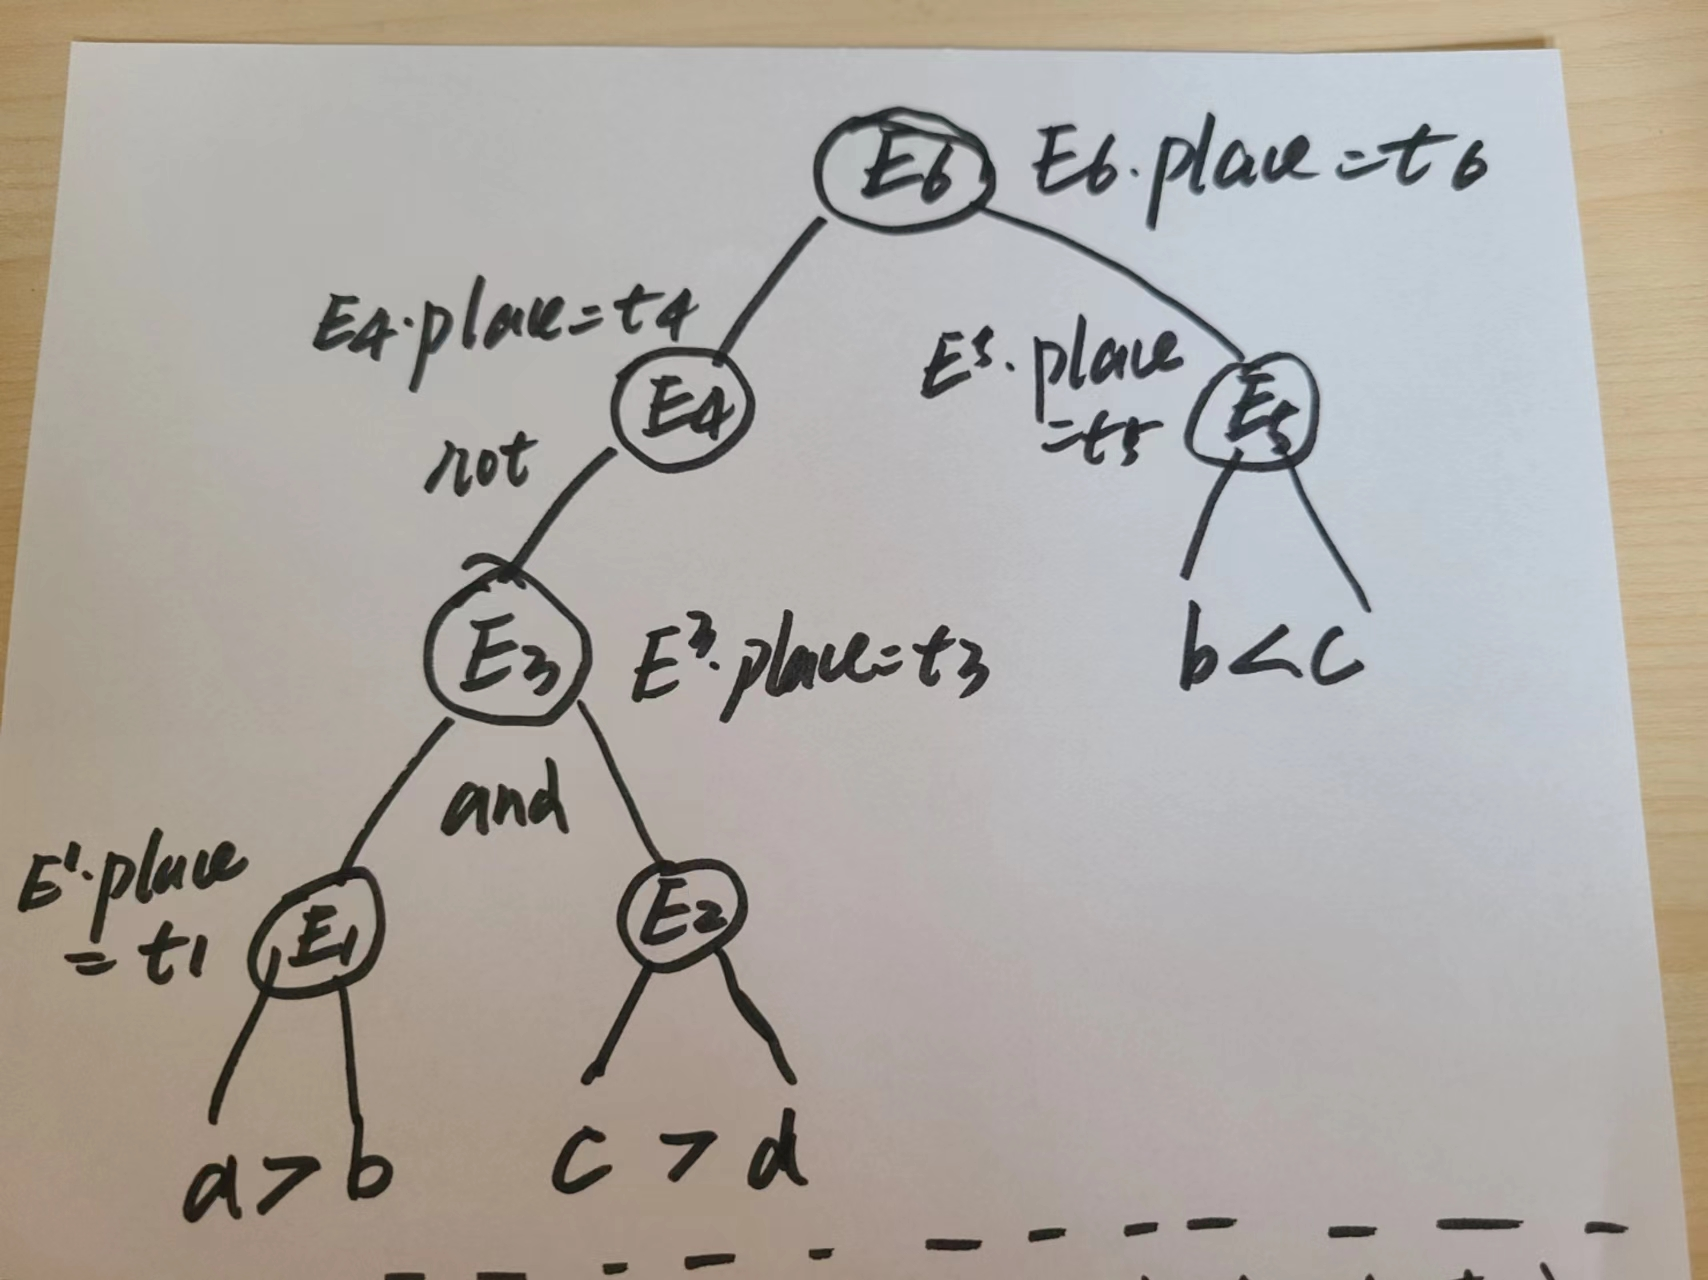 E6 E6.place=t6
E4.place=t4
E5.place
=t5
E4
E5
not
b<c
E3 E3.place=t3
and
E1.place
=t1
E1
E2
a>b
c>d